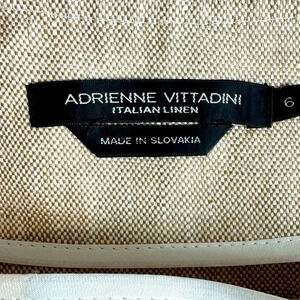 ADRIENNE VITTADINI
ITALIAN LINEN
6
MADE IN SLOVAKIA